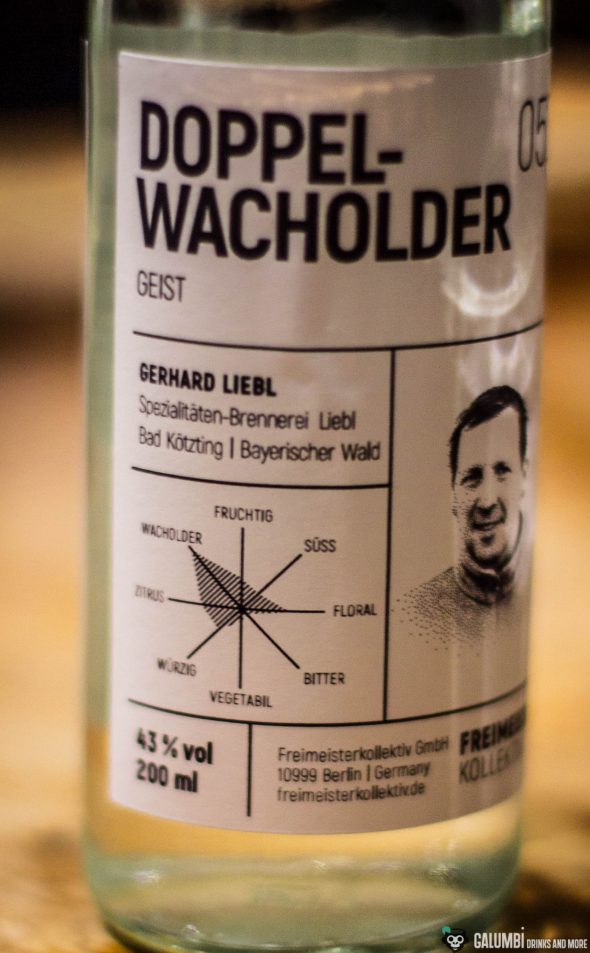 DOPPEL-
WACHOLDER
GEIST
GERHARD LIEBL
Spezialitäten-Brennerei Liebl
Bad Kötzting | Bayerischer Wald
FRUCHTIG
WACHOLDER
SÜSS
ZITRUS
FLORAL
WÜRZIG
BITTER
VEGETABIL
43 % vol
200 ml
Freimeisterkollektiv GmbH
10999 Berlin | Germany
freimeisterkollektiv.de
GALUMBi DRINKS AND MORE